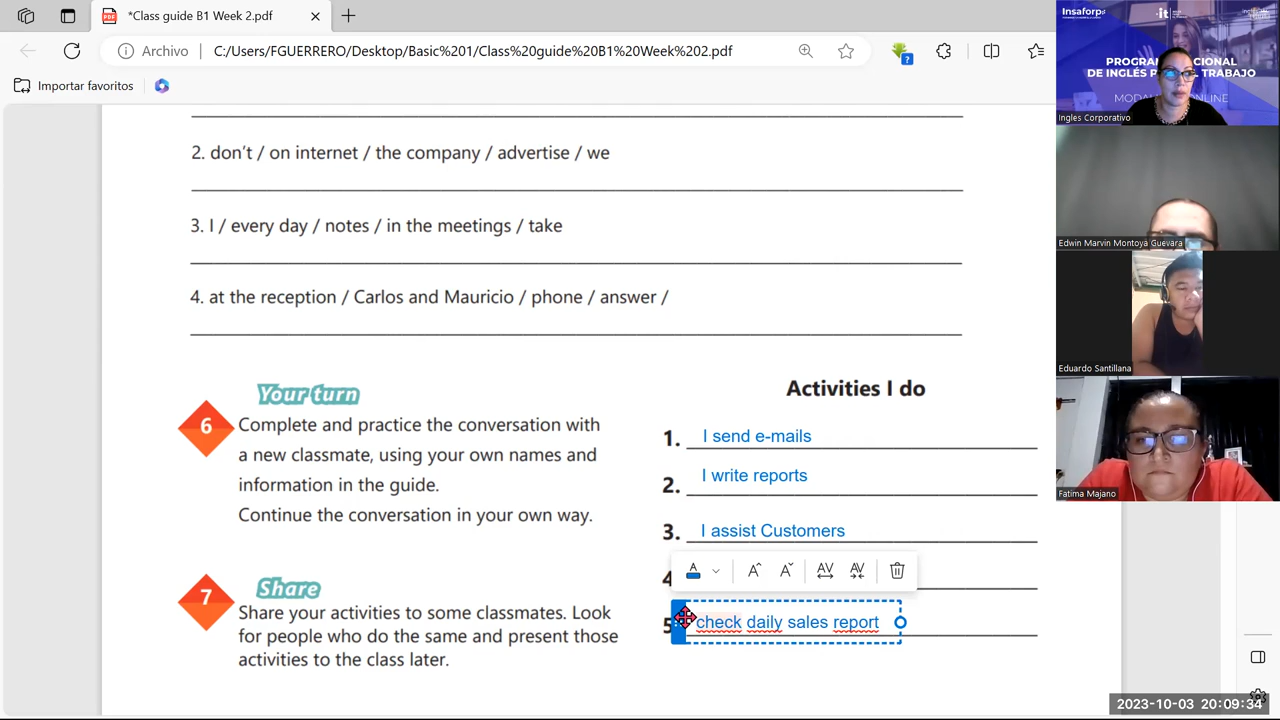 *Class guide B1 Week 2.pdf
Archivo
C:/Users/FGUERRERO/Desktop/Basic%201/Class%20guide%20B1%20Week%202.pdf
Importar favoritos
2. don't / on internet / the company / advertise / we
3. I / every day / notes / in the meetings / take
4. at the reception / Carlos and Mauricio / phone / answer /
6
Your turn
Complete and practice the conversation with
a new classmate, using your own names and
information in the guide.
Continue the conversation in your own way.
7
Share
Share your activities to some classmates. Look
for people who do the same and present those
activities to the class later.
Activities I do
1. I send e-mails
2. I write reports
3. I assist Customers
4
5 check daily sales report
Insaforp
DE INGLÉS
TRABAJO
Ingles Corporativo
Edwin Marvin Montoya Guevara
Eduardo Santillana
Fatima Majano
2023-10-03 20:09:34